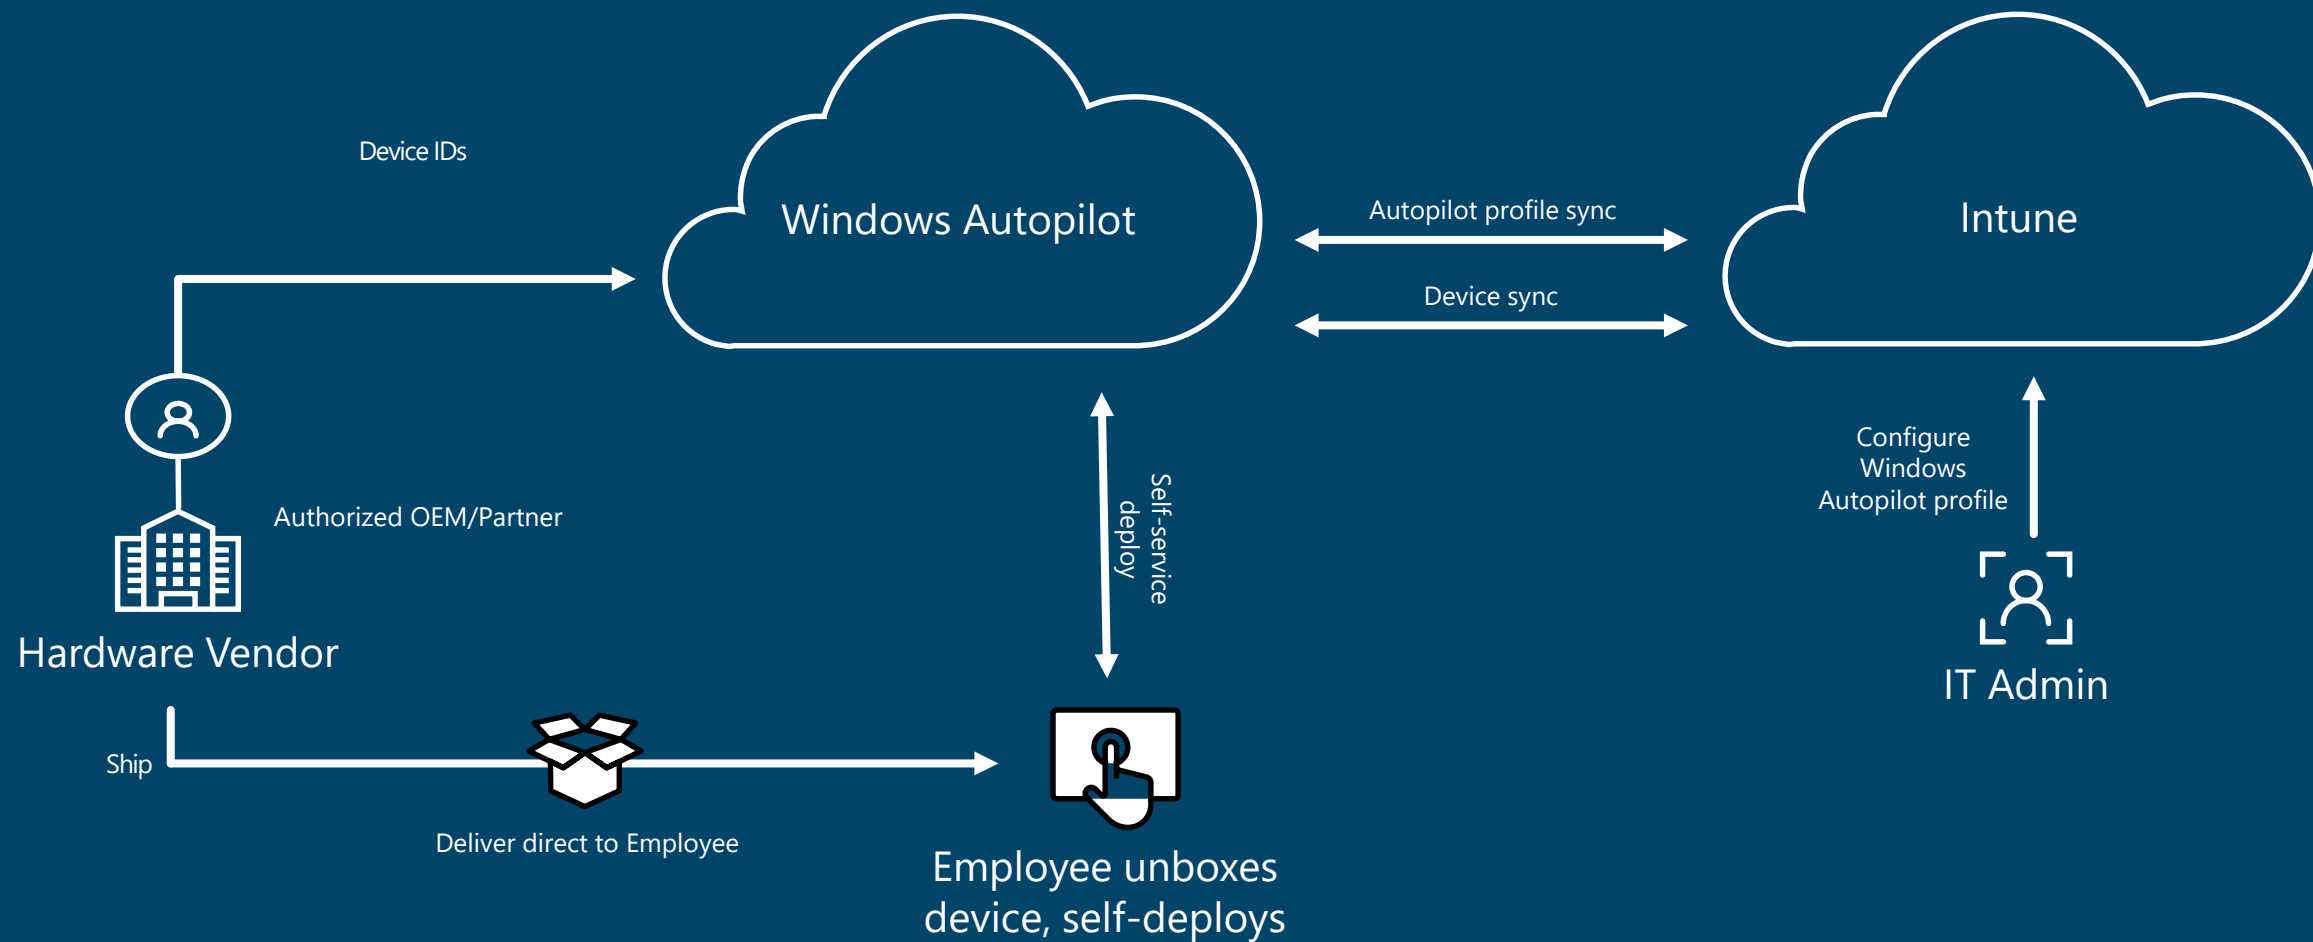 Device IDs
Windows Autopilot
Autopilot profile sync
Device sync
Intune
Authorized OEM/Partner
Hardware Vendor
Self-service
deploy
Configure
Windows
Autopilot profile
IT Admin
Ship
Deliver direct to Employee
Employee unboxes
device, self-deploys